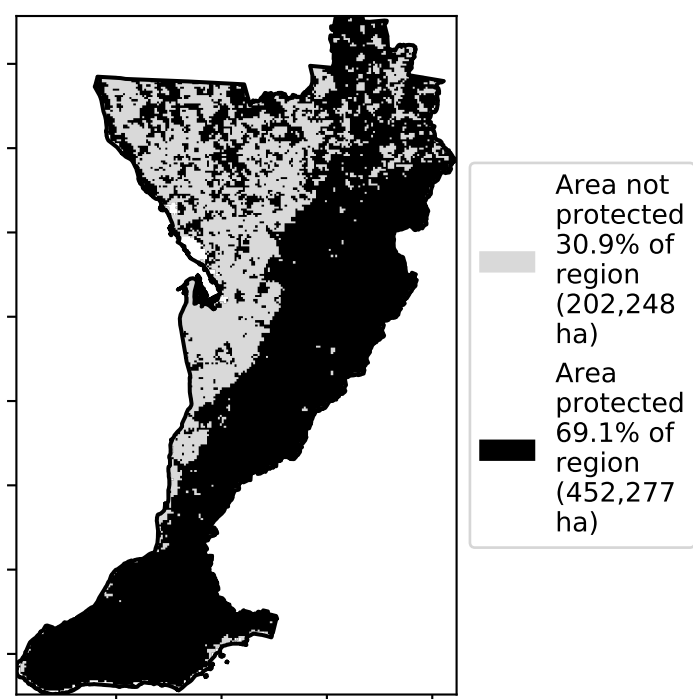 Area not
protected
30.9% of
region
(202,248
ha)
Area
protected
69.1% of
region
(452,277
ha)